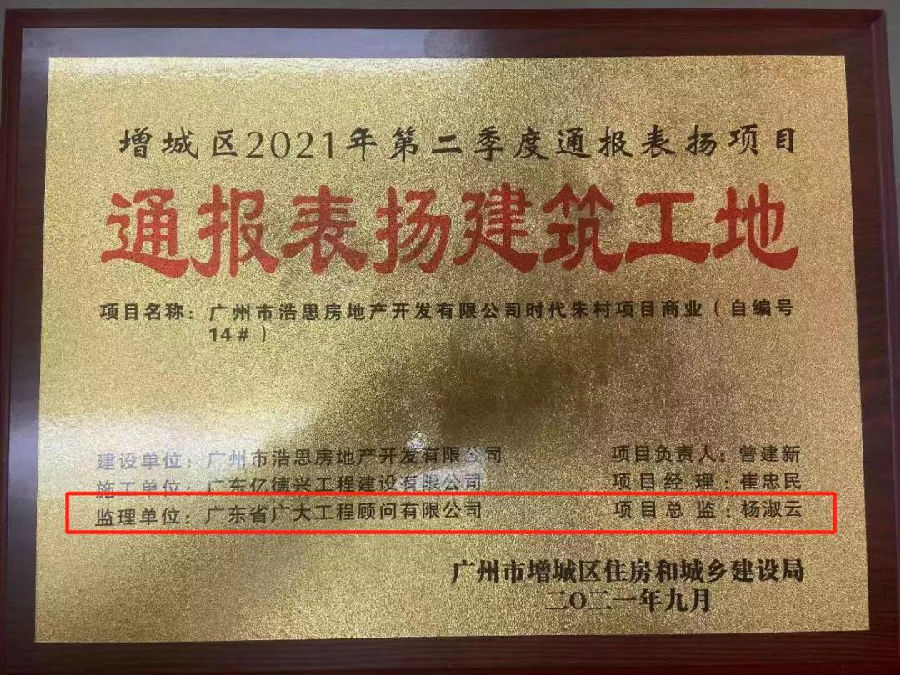 增城区2021年第二季度通报表扬项目
通报表扬建筑工地
项目名称：广州市浩思房地产开发有限公司时代朱村项目商业（自编号
14#）
建设单位：广州市浩思房地产开发有限公司 项目负责人：曾建新
施工单位：广东亿德兴工程建设有限公司 项目经理：崔忠民
监理单位：广东省广大工程顾问有限公司 项目总监：杨淑云
广州市增城区住房和城乡建设局
二〇二一年九月